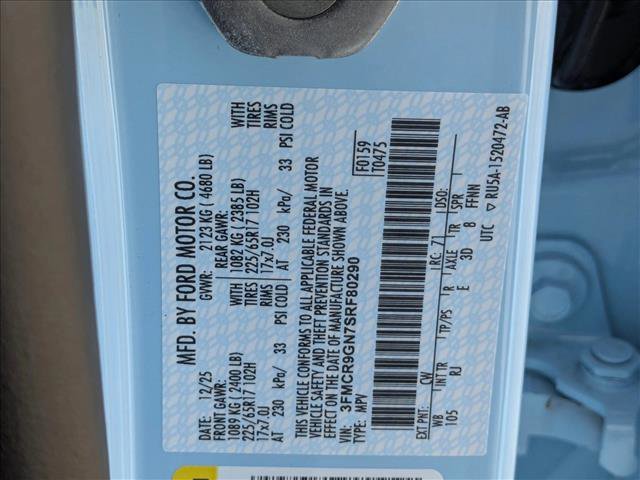 MFD. BY FORD MOTOR CO.
DATE: 12/25 GVWR: 2123 KG ( 4680 LB)
FRONT GAWR: REAR GAWR:
1089 KG ( 2400 LB) WITH 1082 KG ( 2385 LB) WITH
225/65R17 102H TIRES 225/65R17 102H TIRES
17x7.0J RIMS 17x7.0J RIMS
AT 230 kPa/ 33 PSI COLD AT 230 kPa/ 33 PSI COLD
THIS VEHICLE CONFORMS TO ALL APPLICABLE FEDERAL MOTOR
VEHICLE SAFETY AND THEFT PREVENTION STANDARDS IN
EFFECT ON THE DATE OF MANUFACTURE SHOWN ABOVE.
VIN: 3FMCR9GN7SRF80290
TYPE: MPV
F0159
T0475
EXT PNT: CW RC: 71 DSO:
WB INT TR TP/PS R AXLE TR SPR
105 RJ E 3D 8 FFNN
UTC ▽ RU5A-1520472-AB